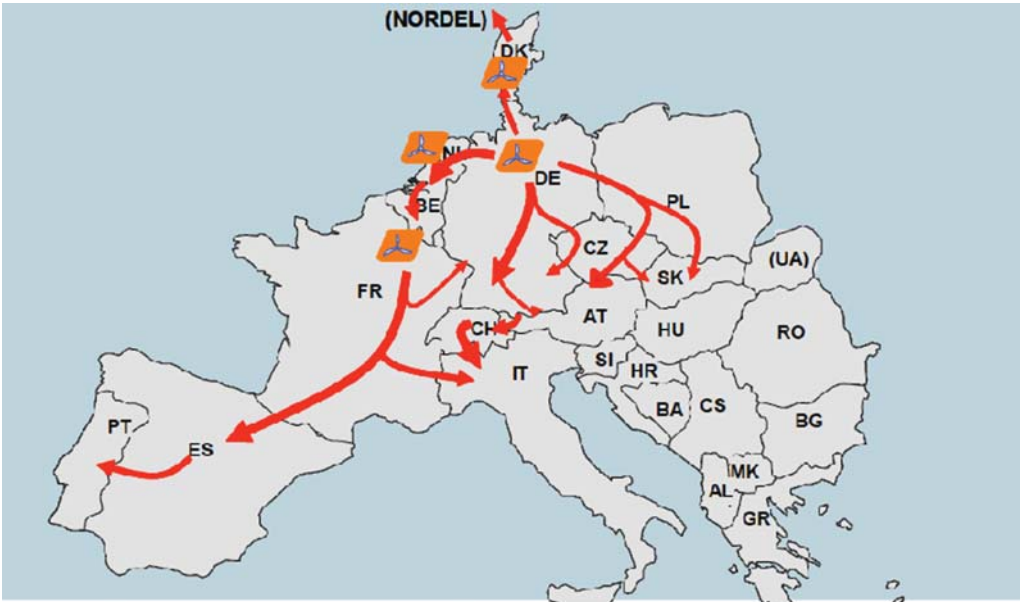 (NORDEL)
DK
NL
DE
BE
PL
CZ
(UA)
SK
FR
AT
CH
HU
RO
SI
HR
IT
BA
CS
BG
PT
ES
MK
AL
GR